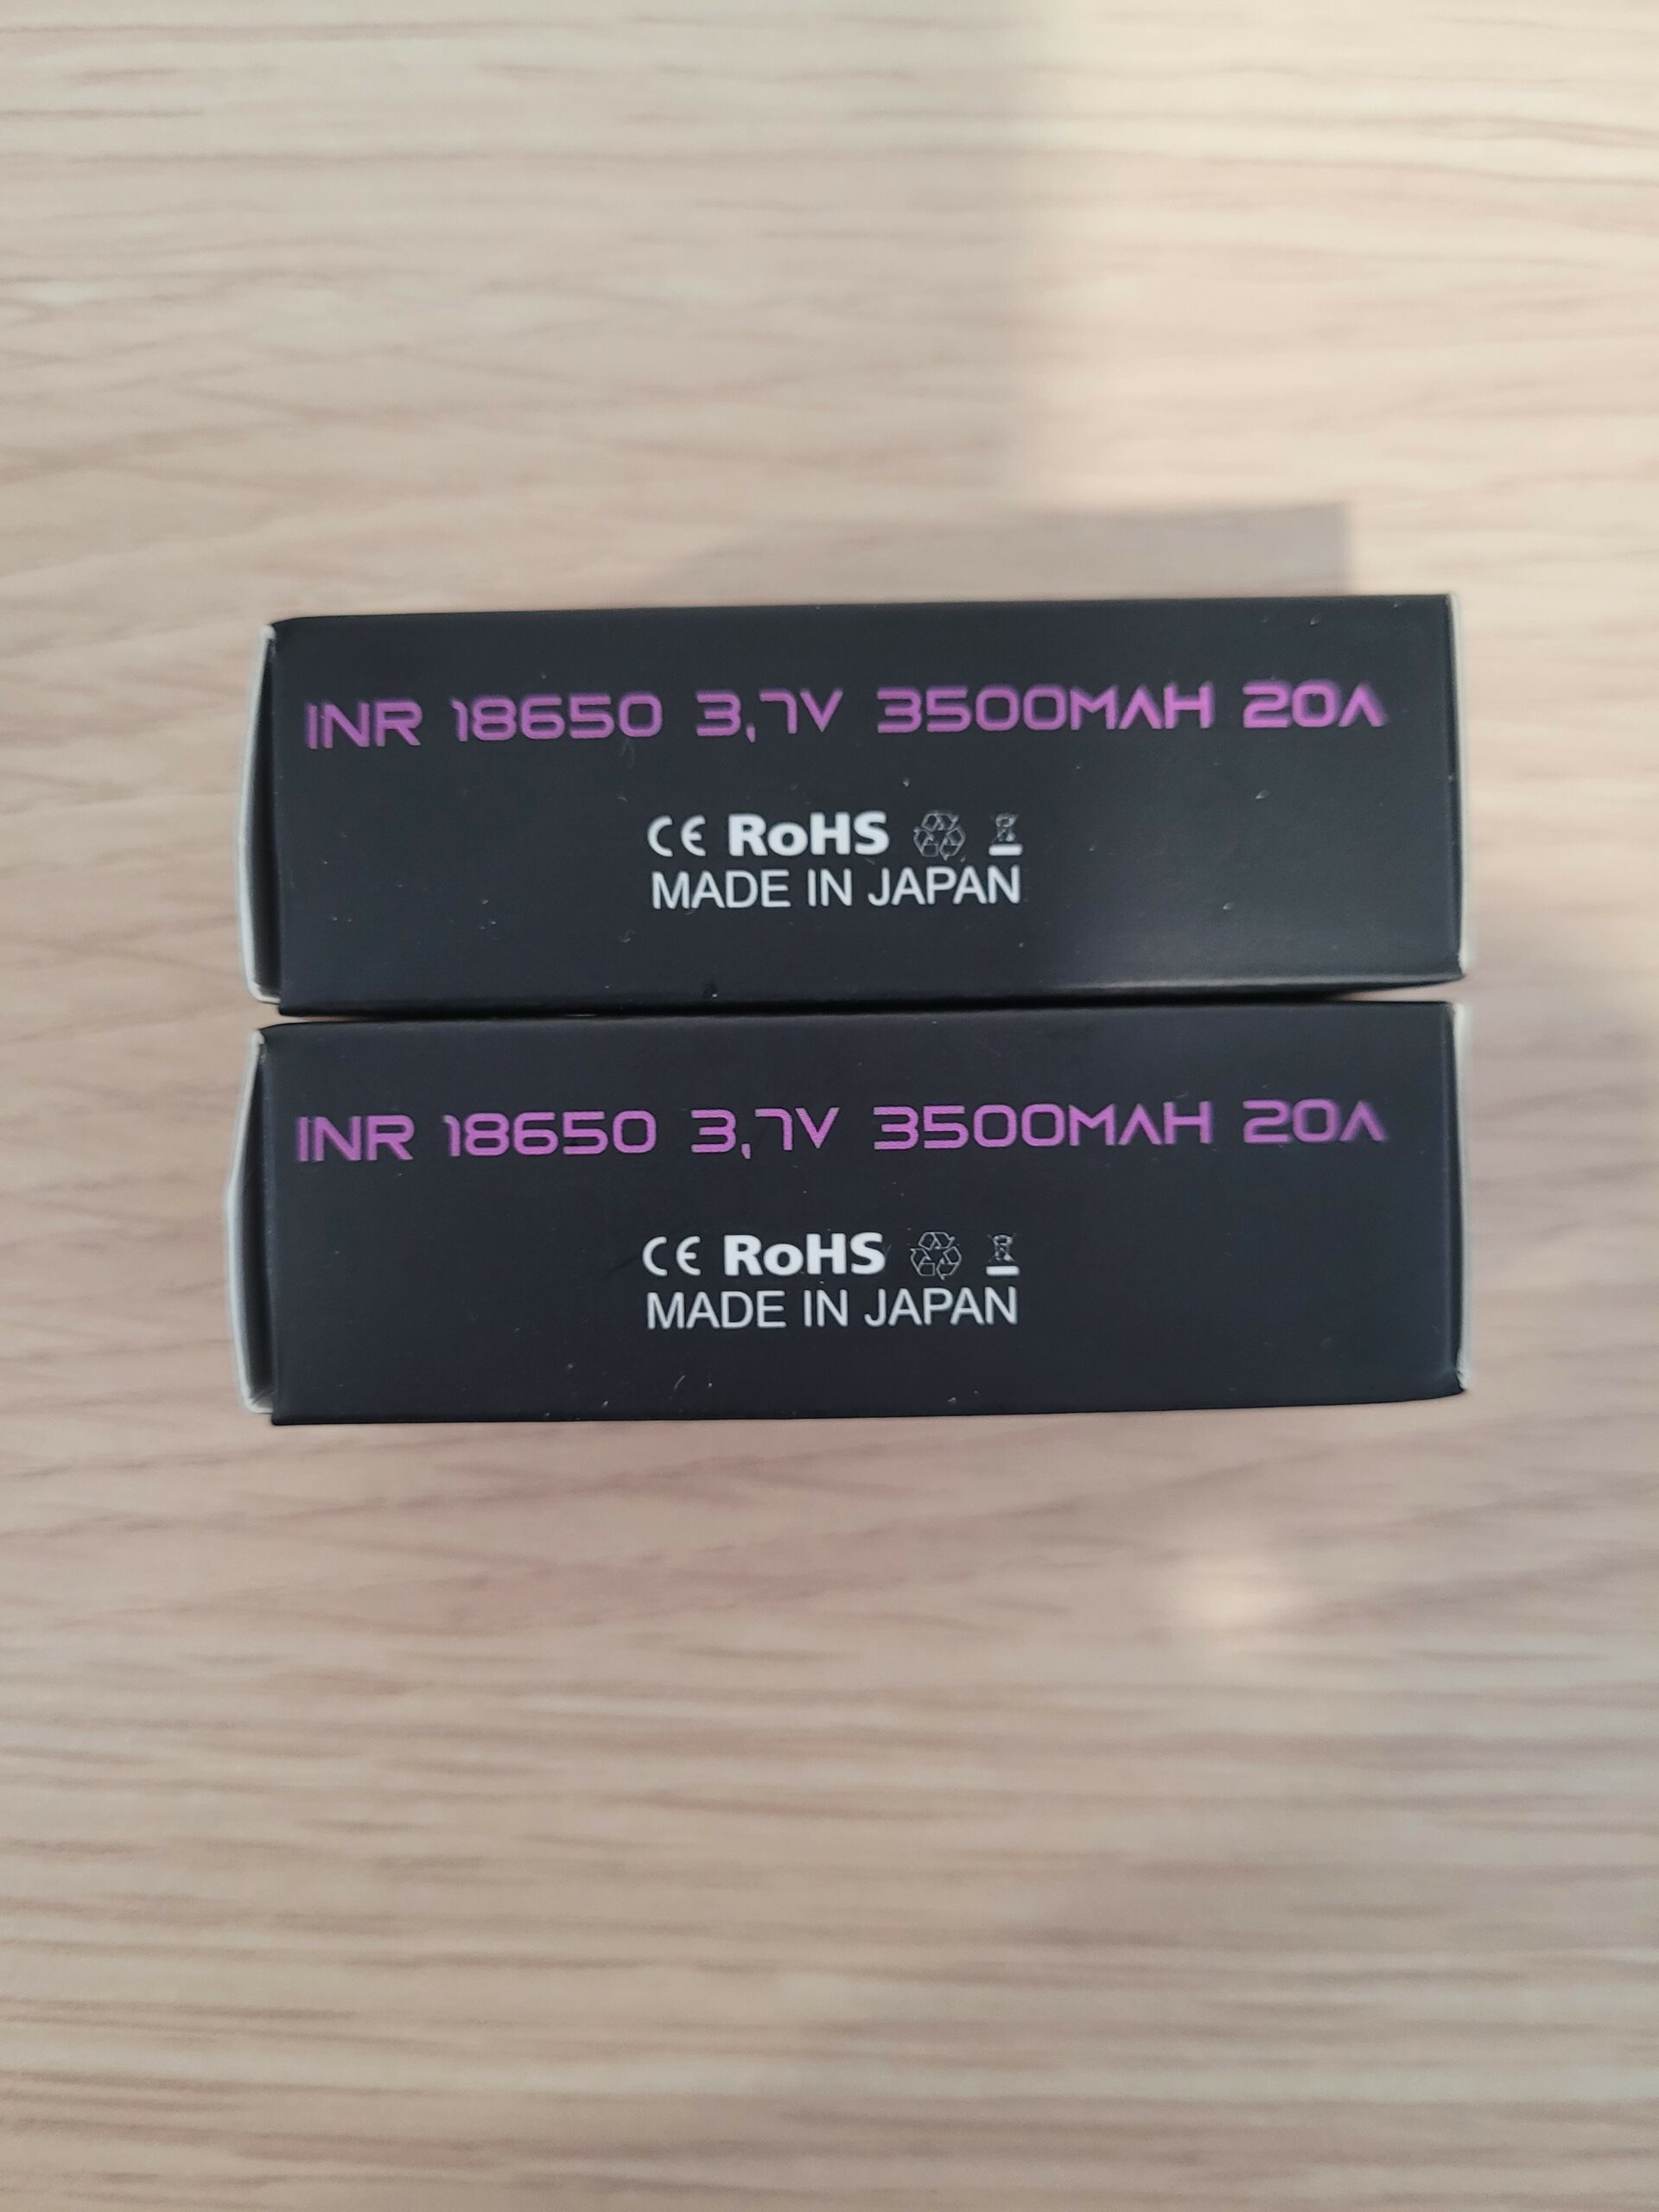 INR 18650 3,7V 3500MAH 20A
CE RoHS
MADE IN JAPAN
INR 18650 3,7V 3500MAH 20A
CE RoHS
MADE IN JAPAN